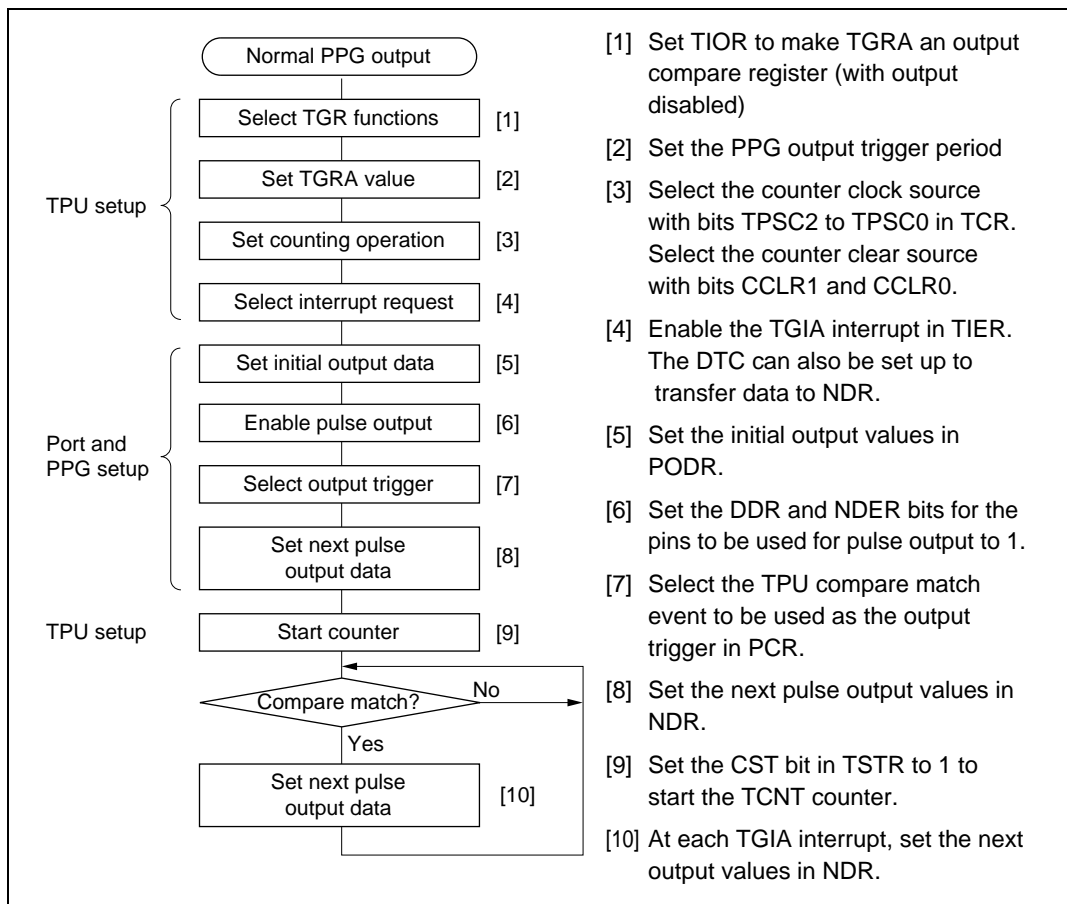 Normal PPG output
TPU setup
Select TGR functions [1]
Set TGRA value [2]
Set counting operation [3]
Select interrupt request [4]
Port and
PPG setup
Set initial output data [5]
Enable pulse output [6]
Select output trigger [7]
Set next pulse
output data [8]
TPU setup
Start counter [9]
Compare match?
No
Yes
Set next pulse
output data [10]
[1] Set TIOR to make TGRA an output
compare register (with output
disabled)
[2] Set the PPG output trigger period
[3] Select the counter clock source
with bits TPSC2 to TPSC0 in TCR.
Select the counter clear source
with bits CCLR1 and CCLR0.
[4] Enable the TGIA interrupt in TIER.
The DTC can also be set up to
transfer data to NDR.
[5] Set the initial output values in
PODR.
[6] Set the DDR and NDER bits for the
pins to be used for pulse output to 1.
[7] Select the TPU compare match
event to be used as the output
trigger in PCR.
[8] Set the next pulse output values in
NDR.
[9] Set the CST bit in TSTR to 1 to
start the TCNT counter.
[10] At each TGIA interrupt, set the next
output values in NDR.